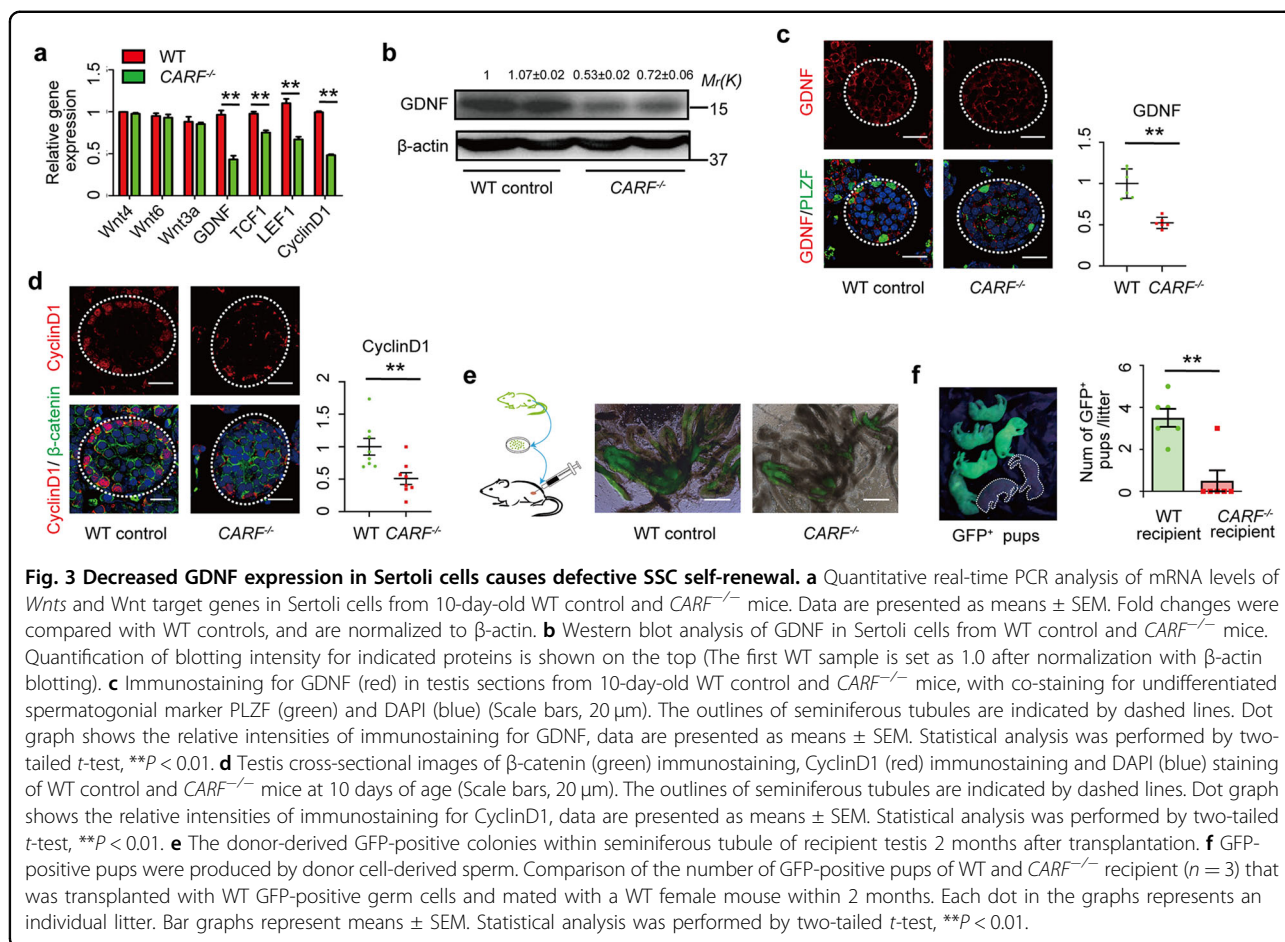 a
WT
CARF-/-
Relative gene
expression
1.5
1
0.5
0
** ** ** **
Wnt4
Wnt6
Wnt3a
GDNF
TCF1
LEF1
CyclinD1
b
1 1.07±0.02 0.53±0.02 0.72±0.06 Mr(K)
GDNF
15
β-actin
37
WT control CARF-/-
c
GDNF
GDNF/PLZF
WT control CARF-/-
GDNF
**
1.5
1
0.5
0
WT CARF-/-
d
CyclinD1
CyclinD1/ β-catenin
WT control CARF-/-
CyclinD1
**
2
1.5
1
0.5
0
WT CARF-/-
e
WT control CARF-/-
f
GFP+ pups
Num of GFP+
pups /litter
**
6
4
2
0
WT
recipient
CARF-/-
recipient
Fig. 3 Decreased GDNF expression in Sertoli cells causes defective SSC self-renewal. a Quantitative real-time PCR analysis of mRNA levels of
Wnts and Wnt target genes in Sertoli cells from 10-day-old WT control and CARF−/− mice. Data are presented as means ± SEM. Fold changes were
compared with WT controls, and are normalized to β-actin. b Western blot analysis of GDNF in Sertoli cells from WT control and CARF−/− mice.
Quantification of blotting intensity for indicated proteins is shown on the top (The first WT sample is set as 1.0 after normalization with β-actin
blotting). c Immunostaining for GDNF (red) in testis sections from 10-day-old WT control and CARF−/− mice, with co-staining for undifferentiated
spermatogonial marker PLZF (green) and DAPI (blue) (Scale bars, 20 μm). The outlines of seminiferous tubules are indicated by dashed lines. Dot
graph shows the relative intensities of immunostaining for GDNF, data are presented as means ± SEM. Statistical analysis was performed by two-
tailed t-test, **P < 0.01. d Testis cross-sectional images of β-catenin (green) immunostaining, CyclinD1 (red) immunostaining and DAPI (blue) staining
of WT control and CARF−/− mice at 10 days of age (Scale bars, 20 μm). The outlines of seminiferous tubules are indicated by dashed lines. Dot graph
shows the relative intensities of immunostaining for CyclinD1, data are presented as means ± SEM. Statistical analysis was performed by two-tailed
t-test, **P < 0.01. e The donor-derived GFP-positive colonies within seminiferous tubule of recipient testis 2 months after transplantation. f GFP-
positive pups were produced by donor cell-derived sperm. Comparison of the number of GFP-positive pups of WT and CARF−/− recipient (n = 3) that
was transplanted with WT GFP-positive germ cells and mated with a WT female mouse within 2 months. Each dot in the graphs represents an
individual litter. Bar graphs represent means ± SEM. Statistical analysis was performed by two-tailed t-test, **P < 0.01.